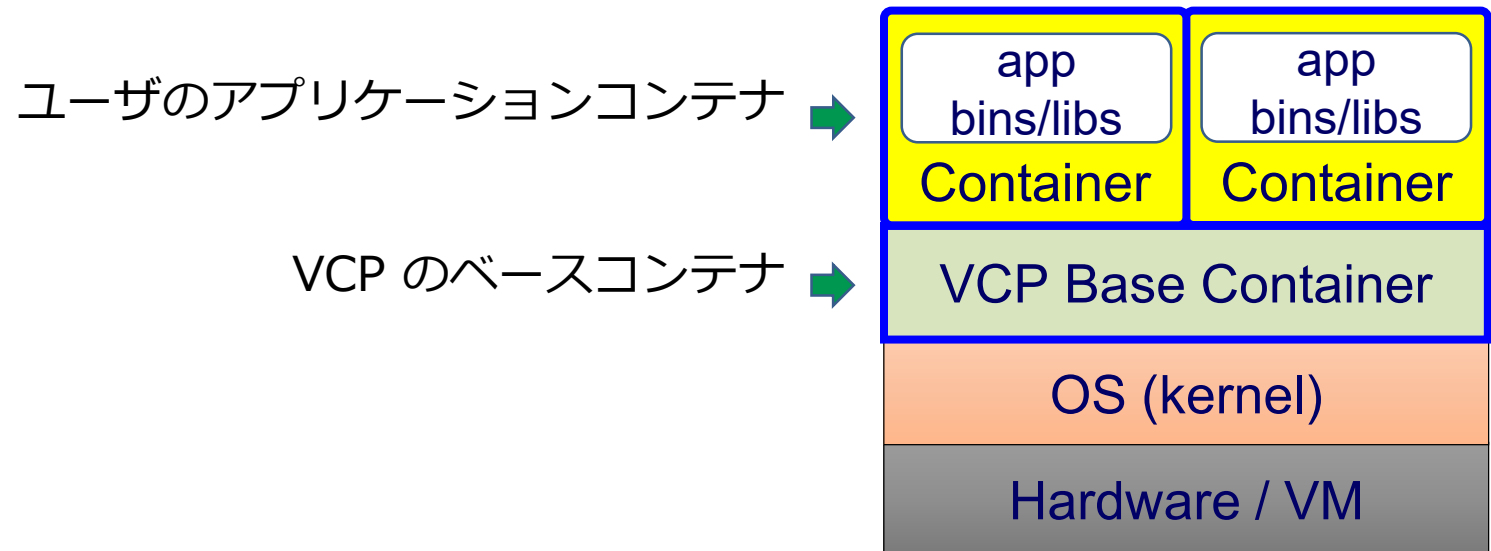 app
bins/libs
Container
app
bins/libs
Container
ユーザのアプリケーションコンテナ
VCP のベースコンテナ
VCP Base Container
OS (kernel)
Hardware / VM